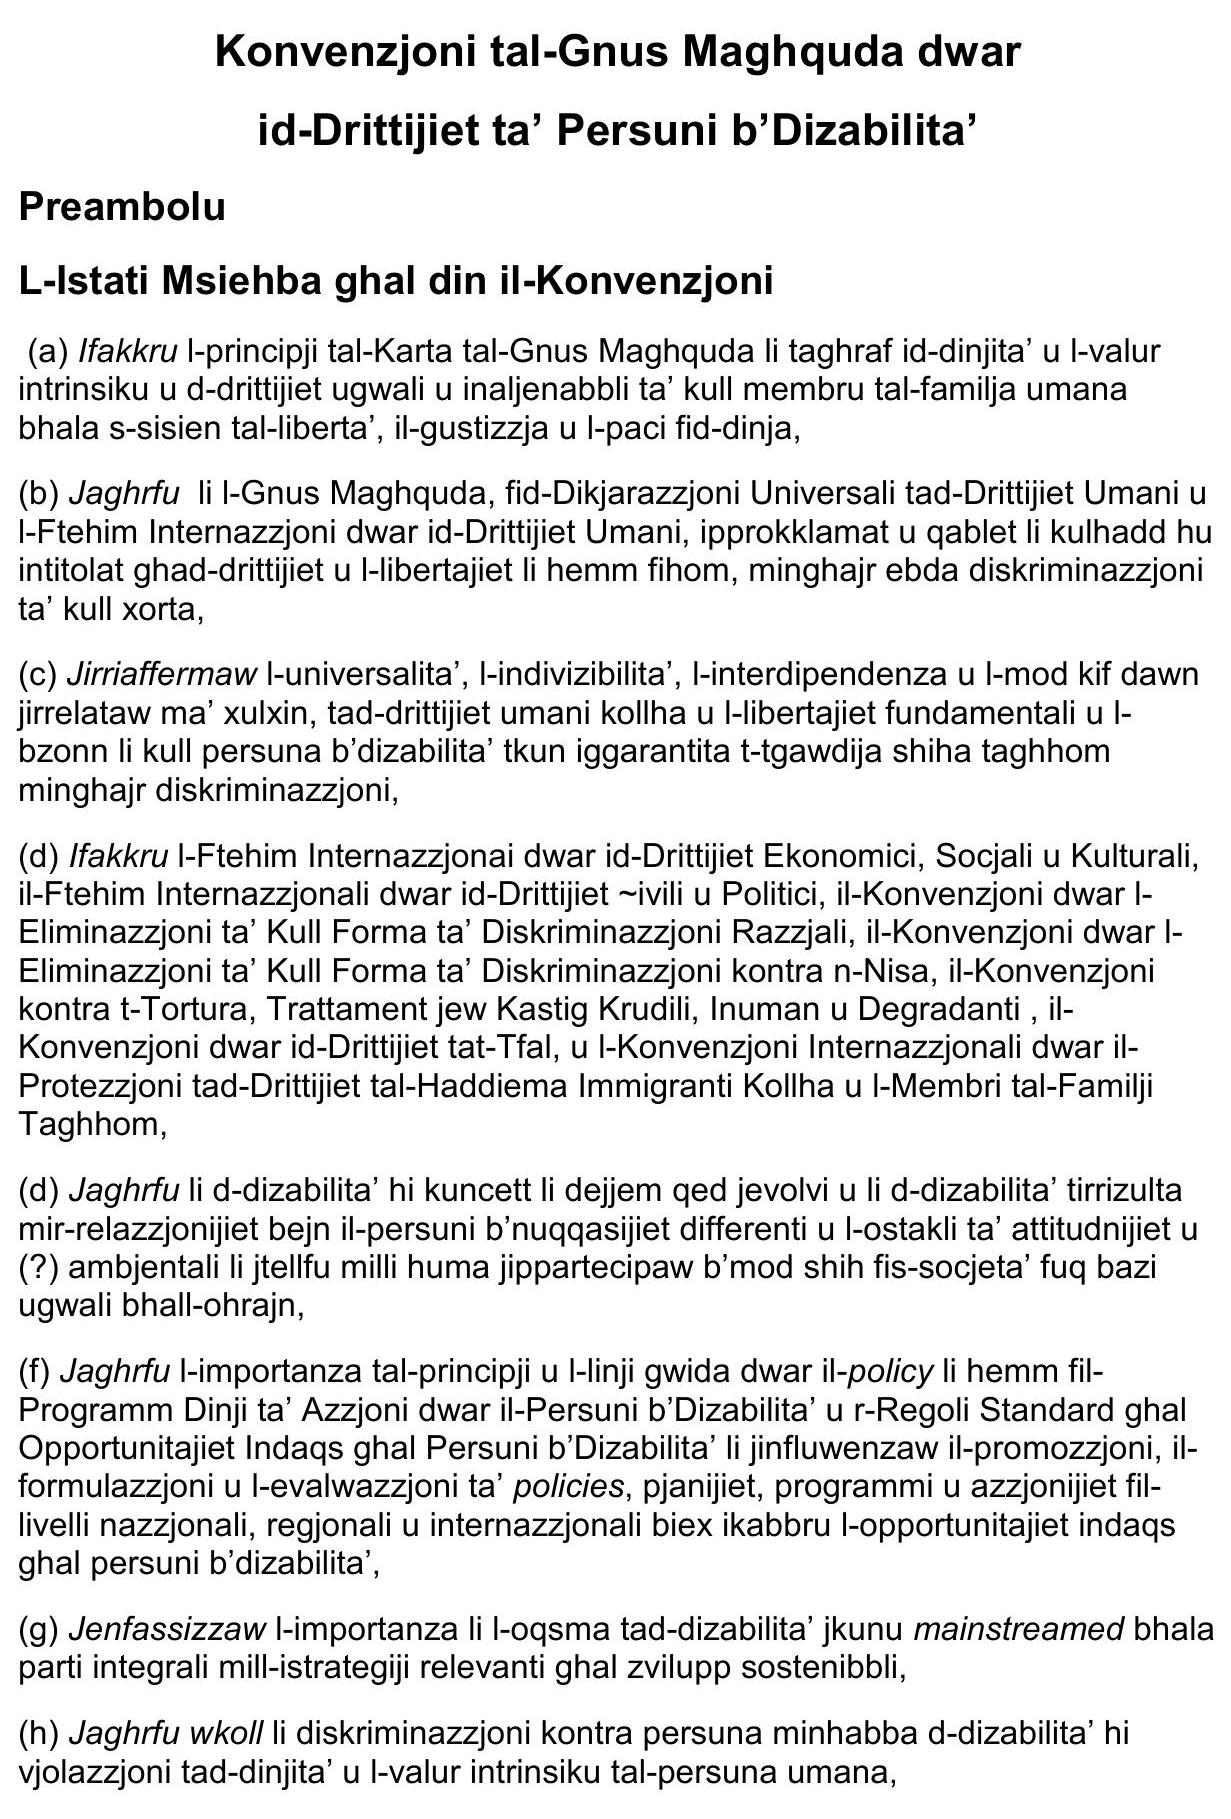 Konvenzjoni tal-Gnus Maghquda dwar
id-Drittijiet ta’ Persuni b’Dizabilita’
Preambolu
L-Istati Msiehba ghal din il-Konvenzjoni
(a) Ifakkru l-principji tal-Karta tal-Gnus Maghquda li taghraf id-dinjita’ u l-valur
intrinsiku u d-drittijiet ugwali u inaljenabbli ta’ kull membru tal-familja umana
bhala s-sisien tal-liberta’, il-gustizzja u l-paci fid-dinja,
(b) Jaghrfu li l-Gnus Maghquda, fid-Dikjarazzjoni Universali tad-Drittijiet Umani u
l-Ftehim Internazzjoni dwar id-Drittijiet Umani, ipprokklamat u qablet li kulhadd hu
intitolat ghad-drittijiet u l-libertajiet li hemm fihom, minghajr ebda diskriminazzjoni
ta’ kull xorta,
(c) Jirriaffermaw l-universalita’, l-indivizibilita’, l-interdipendenza u l-mod kif dawn
jirrelataw ma’ xulxin, tad-drittijiet umani kollha u l-libertajiet fundamentali u l-
bzonn li kull persuna b’dizabilita’ tkun iggarantita t-tgawdija shiha taghhom
minghajr diskriminazzjoni,
(d) Ifakkru l-Ftehim Internazzjonai dwar id-Drittijiet Ekonomici, Socjali u Kulturali,
il-Ftehim Internazzjonali dwar id-Drittijiet ~ivili u Politici, il-Konvenzjoni dwar l-
Eliminazzjoni ta’ Kull Forma ta’ Diskriminazzjoni Razzjali, il-Konvenzjoni dwar l-
Eliminazzjoni ta’ Kull Forma ta’ Diskriminazzjoni kontra n-Nisa, il-Konvenzjoni
kontra t-Tortura, Trattament jew Kastig Krudili, Inuman u Degradanti , il-
Konvenzjoni dwar id-Drittijiet tat-Tfal, u l-Konvenzjoni Internazzjonali dwar il-
Protezzjoni tad-Drittijiet tal-Haddiema Immigranti Kollha u l-Membri tal-Familji
Taghhom,
(d) Jaghrfu li d-dizabilita’ hi kuncett li dejjem qed jevolvi u li d-dizabilita’ tirrizulta
mir-relazzjonijiet bejn il-persuni b’nuqqasijiet differenti u l-ostakli ta’ attitudnijiet u
(?) ambjentali li jtellfu milli huma jippartecipaw b’mod shih fis-socjeta’ fuq bazi
ugwali bhall-ohrajn,
(f) Jaghrfu l-importanza tal-principji u l-linji gwida dwar il-policy li hemm fil-
Programm Dinji ta’ Azzjoni dwar il-Persuni b’Dizabilita’ u r-Regoli Standard ghal
Opportunitajiet Indaqs ghal Persuni b’Dizabilita’ li jinfluwenzaw il-promozzjoni, il-
formulazzjoni u l-evalwazzjoni ta’ policies, pjanijiet, programmi u azzjonijiet fil-
livelli nazzjonali, regjonali u internazzjonali biex ikabbru l-opportunitajiet indaqs
ghal persuni b’dizabilita’,
(g) Jenfassizzaw l-importanza li l-oqsma tad-dizabilita’ jkunu mainstreamed bhala
parti integrali mill-istrategiji relevanti ghal zvilupp sostenibbli,
(h) Jaghrfu wkoll li diskriminazzjoni kontra persuna minhabba d-dizabilita’ hi
vjolazzjoni tad-dinjita’ u l-valur intrinsiku tal-persuna umana,